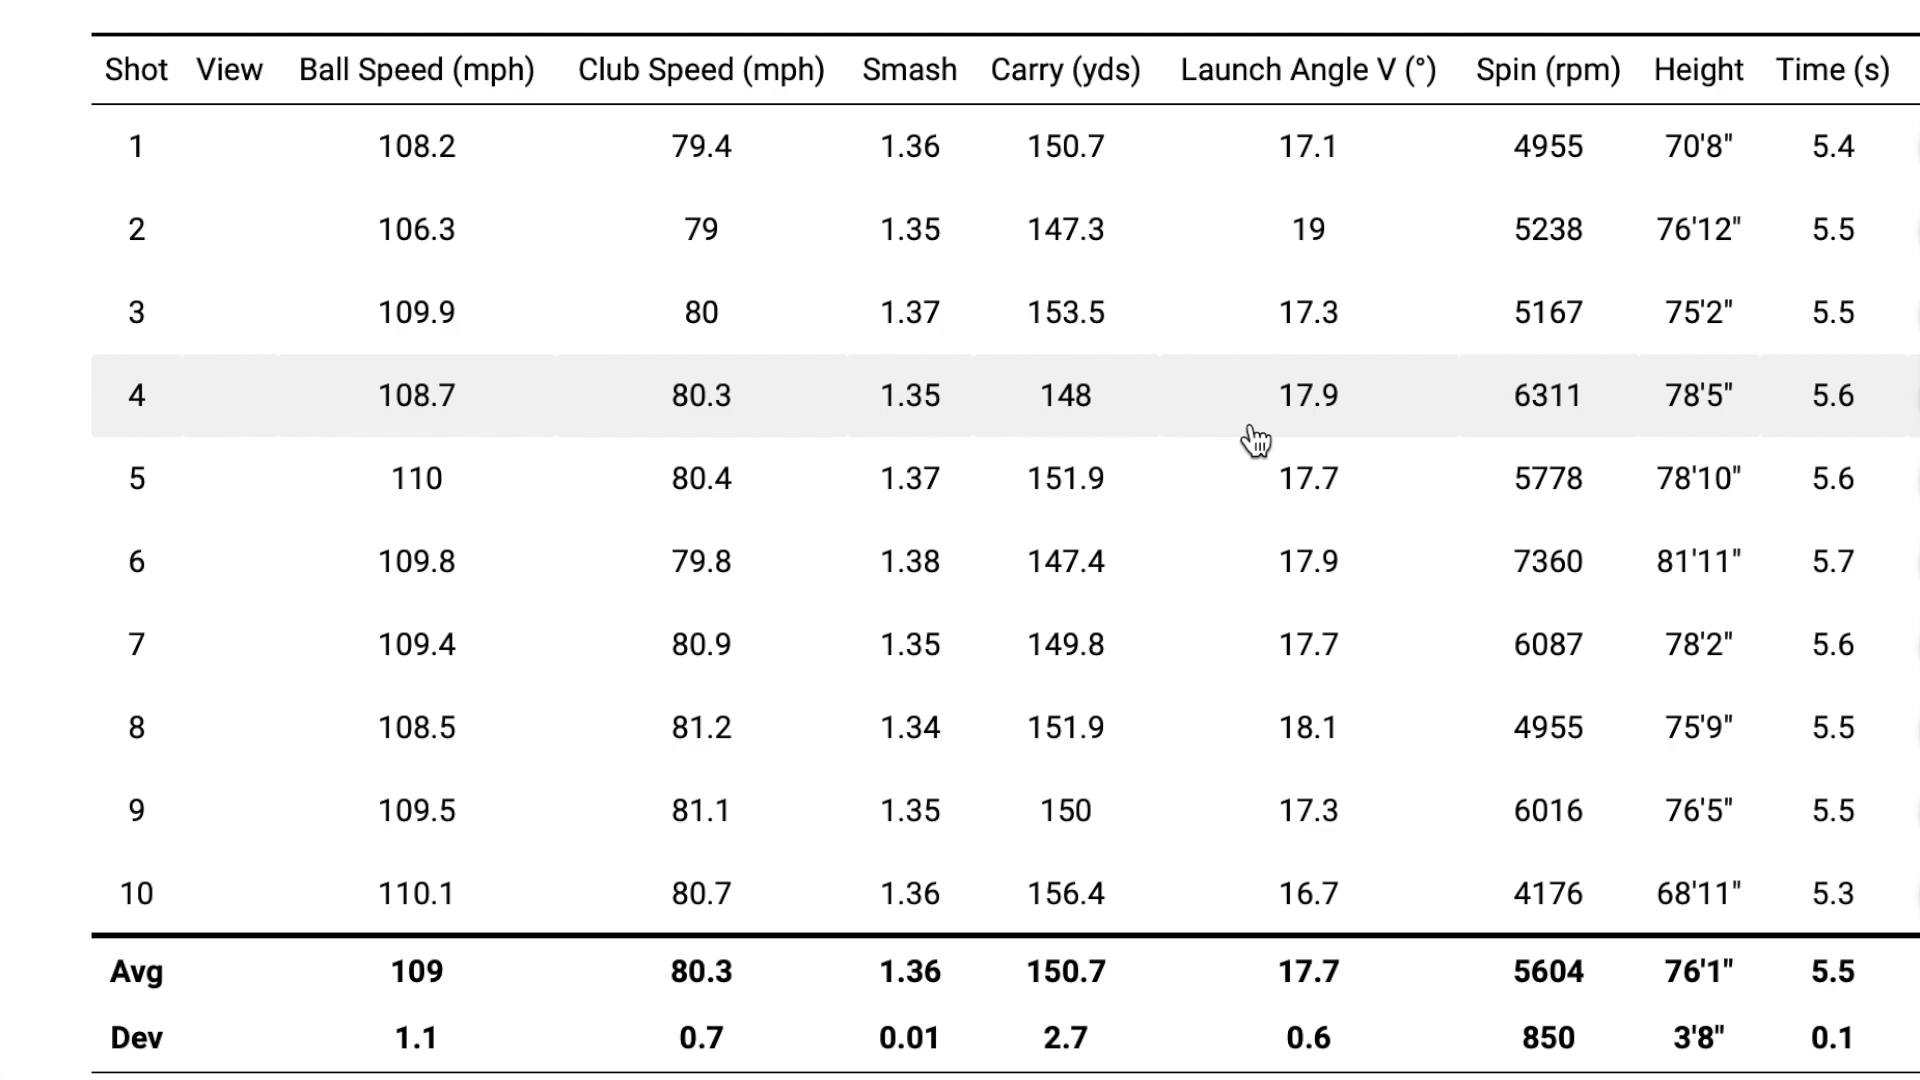 Shot View Ball Speed (mph) Club Speed (mph) Smash Carry (yds) Launch Angle V (°) Spin (rpm) Height Time (s)
1 108.2 79.4 1.36 150.7 17.1 4955 70'8" 5.4
2 106.3 79 1.35 147.3 19 5238 76'12" 5.5
3 109.9 80 1.37 153.5 17.3 5167 75'2" 5.5
4 108.7 80.3 1.35 148 17.9 6311 78'5" 5.6
5 110 80.4 1.37 151.9 17.7 5778 78'10" 5.6
6 109.8 79.8 1.38 147.4 17.9 7360 81'11" 5.7
7 109.4 80.9 1.35 149.8 17.7 6087 78'2" 5.6
8 108.5 81.2 1.34 151.9 18.1 4955 75'9" 5.5
9 109.5 81.1 1.35 150 17.3 6016 76'5" 5.5
10 110.1 80.7 1.36 156.4 16.7 4176 68'11" 5.3
Avg 109 80.3 1.36 150.7 17.7 5604 76'1" 5.5
Dev 1.1 0.7 0.01 2.7 0.6 850 3'8" 0.1